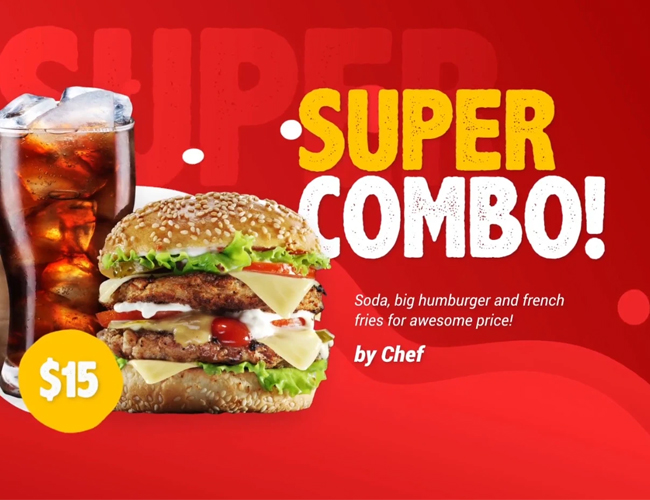 SUPER
SUPER
COMBO!
Soda, big humburger and french
fries for awesome price!
by Chef
$15